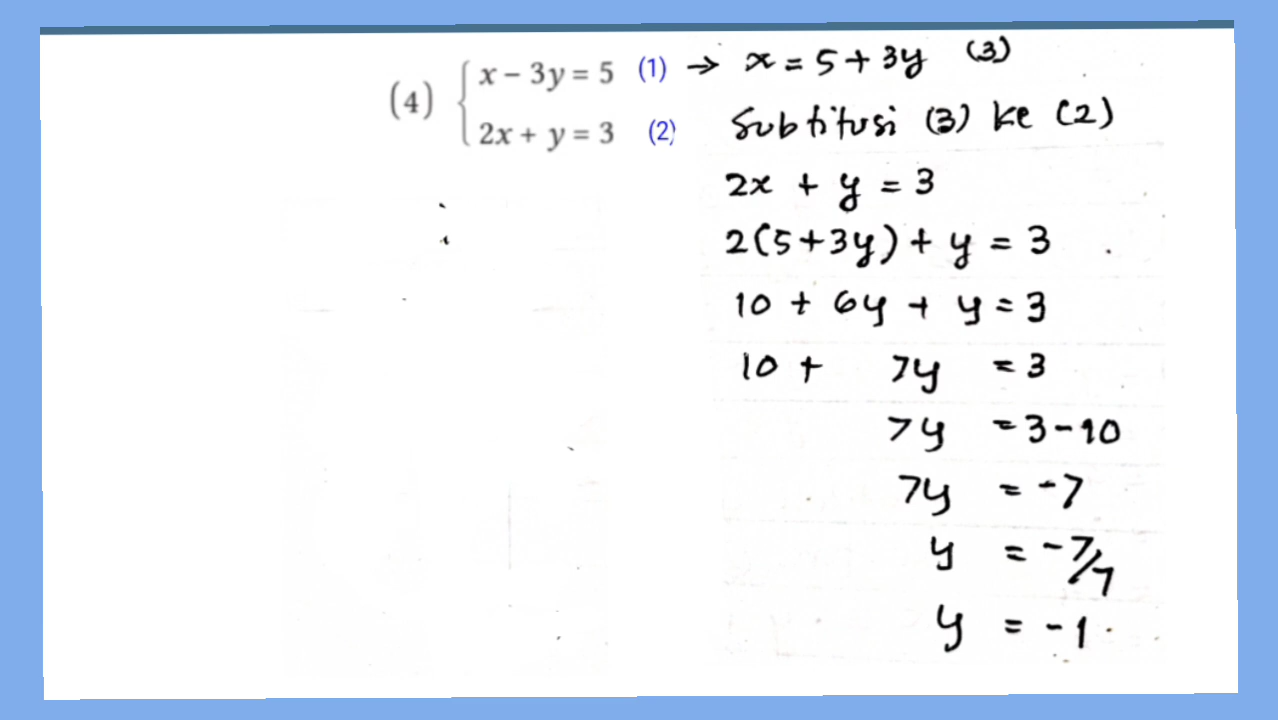 (4) { x − 3y = 5 (1) → x = 5 + 3y (3)
2x + y = 3 (2) Subtitusi (3) ke (2)
2x + y = 3
2(5+3y) + y = 3
10 + 6y + y = 3
10 + 7y = 3
7y = 3 - 10
7y = -7
y = -7/7
y = -1